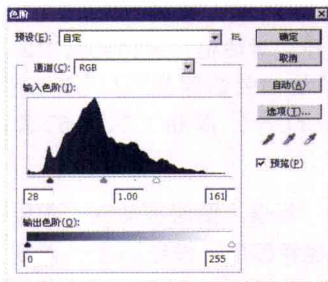 色阶
预设(E): 自定
确定
取消
自动(A)
选项(T)...
预览(P)
通道(C): RGB
输入色阶(I):
28 1.00 161
输出色阶(O):
0 255